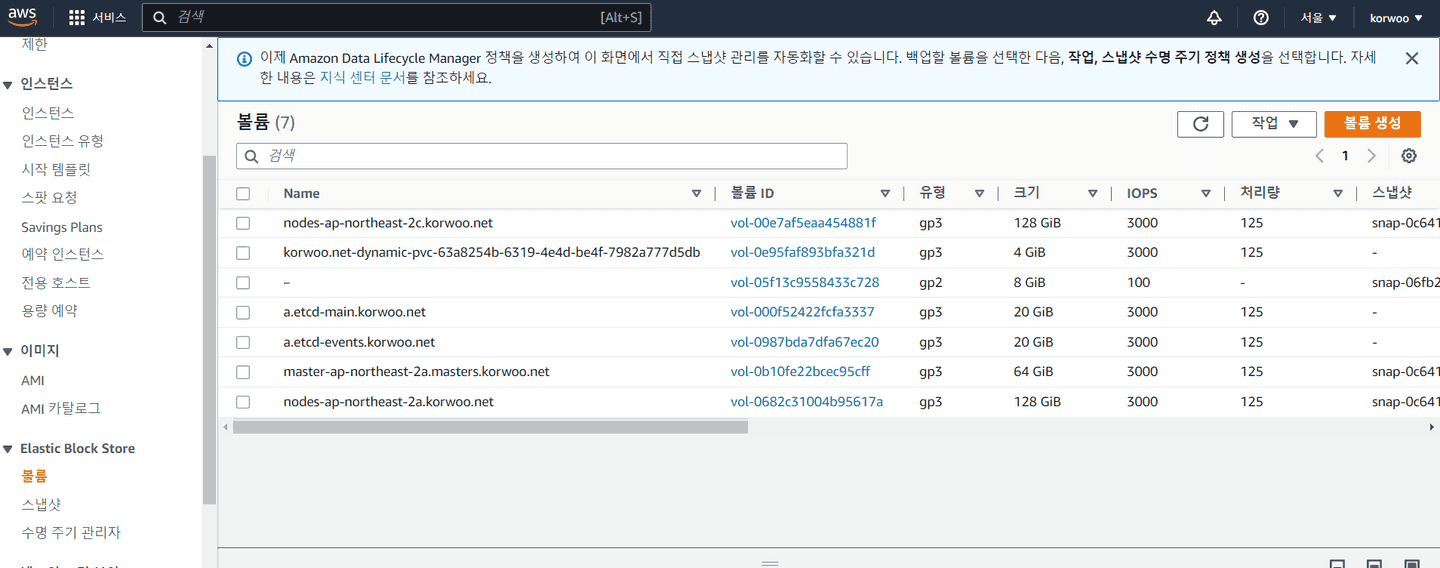 aws 서비스 검색 [Alt+S] 서울 korwoo
제한
인스턴스
인스턴스
인스턴스 유형
시작 템플릿
스팟 요청
Savings Plans
예약 인스턴스
전용 호스트
용량 예약
이미지
AMI
AMI 카탈로그
Elastic Block Store
볼륨
스냅샷
수명 주기 관리자
이제 Amazon Data Lifecycle Manager 정책을 생성하여 이 화면에서 직접 스냅샷 관리를 자동화할 수 있습니다. 백업할 볼륨을 선택한 다음, 작업, 스냅샷 수명 주기 정책 생성을 선택합니다. 자세
한 내용은 지식 센터 문서를 참조하세요.
볼륨 (7) 작업 볼륨 생성
검색 1
Name 볼륨 ID 유형 크기 IOPS 처리량 스냅샷
nodes-ap-northeast-2c.korwoo.net vol-00e7af5eaa454881f gp3 128 GiB 3000 125 snap-0c641
korwoo.net-dynamic-pvc-63a8254b-6319-4e4d-be4f-7982a777d5db vol-0e95faf893bfa321d gp3 4 GiB 3000 125 -
– vol-05f13c9558433c728 gp2 8 GiB 100 - snap-06fb2
a.etcd-main.korwoo.net vol-000f52422fcfa3337 gp3 20 GiB 3000 125 -
a.etcd-events.korwoo.net vol-0987bda7dfa67ec20 gp3 20 GiB 3000 125 -
master-ap-northeast-2a.masters.korwoo.net vol-0b10fe22bcec95cff gp3 64 GiB 3000 125 snap-0c641
nodes-ap-northeast-2a.korwoo.net vol-0682c31004b95617a gp3 128 GiB 3000 125 snap-0c641